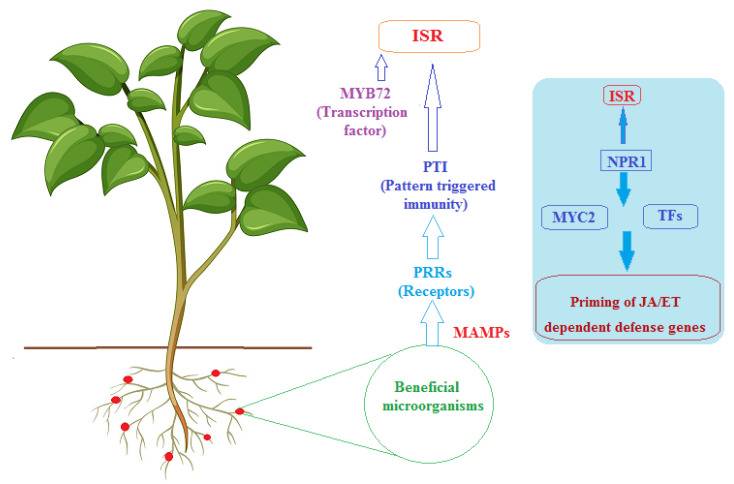 ISR
MYB72
(Transcription
factor)
PTI
(Pattern triggered
immunity)
PRRs
(Receptors)
MAMPs
Beneficial
microorganisms
ISR
NPR1
MYC2
TFs
Priming of JA/ET
dependent defense genes